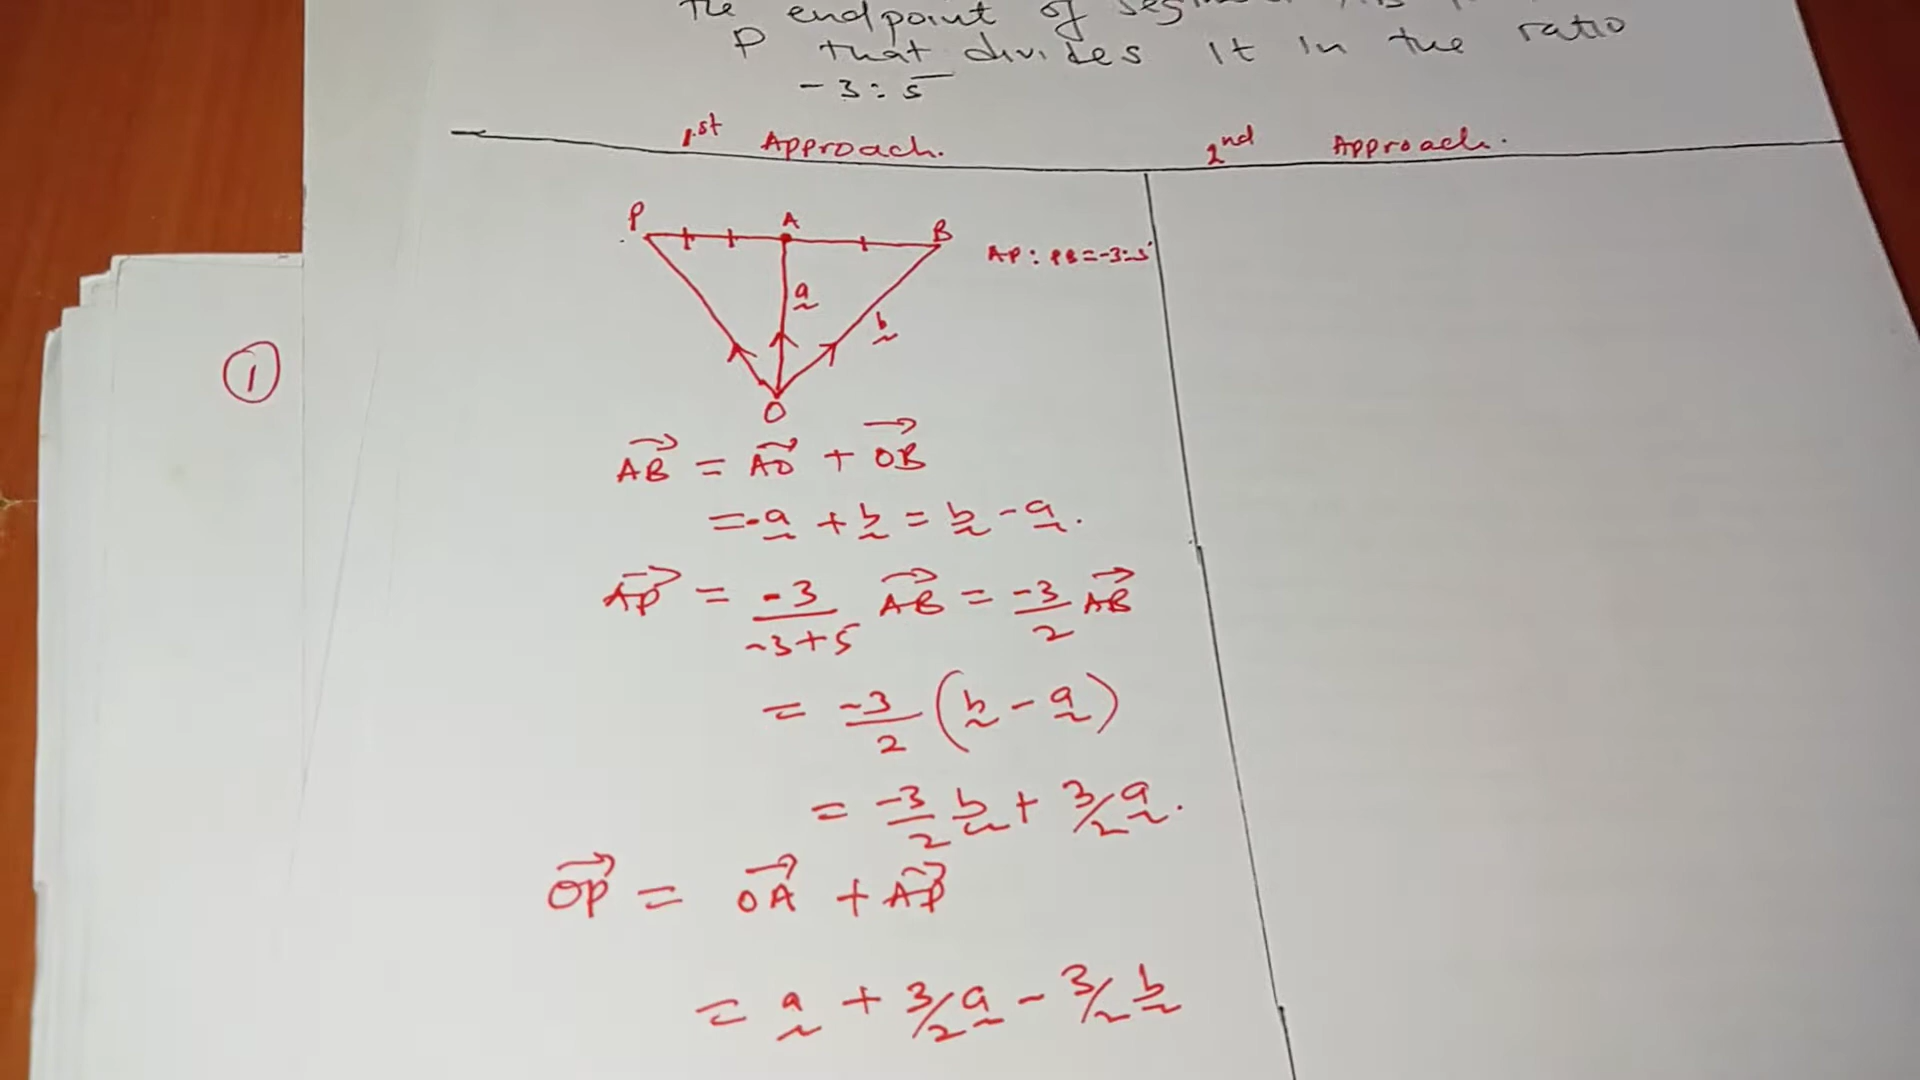 The endpoint of
P that divides it in the ratio
-3:5
1st Approach.
2nd Approach.
P A B
AP : PB = -3:5
a
b
O
1
AB = AO + OB
= -a + b = b - a.
AP = -3/-3+5 AB = -3/2 AB
= -3/2 (b - a)
= -3/2 b + 3/2 a.
OP = OA + AP
= a + 3/2 a - 3/2 b